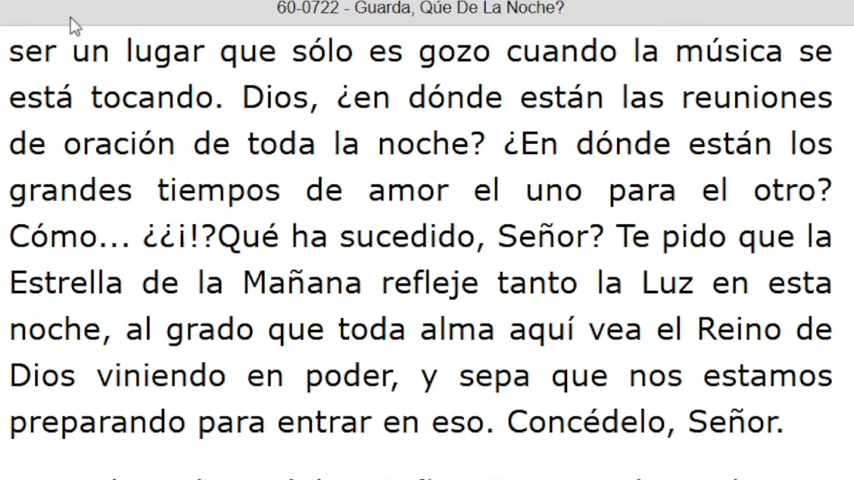 60-0722 - Guarda, Qúe De La Noche?
ser un lugar que sólo es gozo cuando la música se
está tocando. Dios, ¿en dónde están las reuniones
de oración de toda la noche? ¿En dónde están los
grandes tiempos de amor el uno para el otro?
Cómo... ¿¿¡!?Qué ha sucedido, Señor? Te pido que la
Estrella de la Mañana refleje tanto la Luz en esta
noche, al grado que toda alma aquí vea el Reino de
Dios viniendo en poder, y sepa que nos estamos
preparando para entrar en eso. Concédelo, Señor.